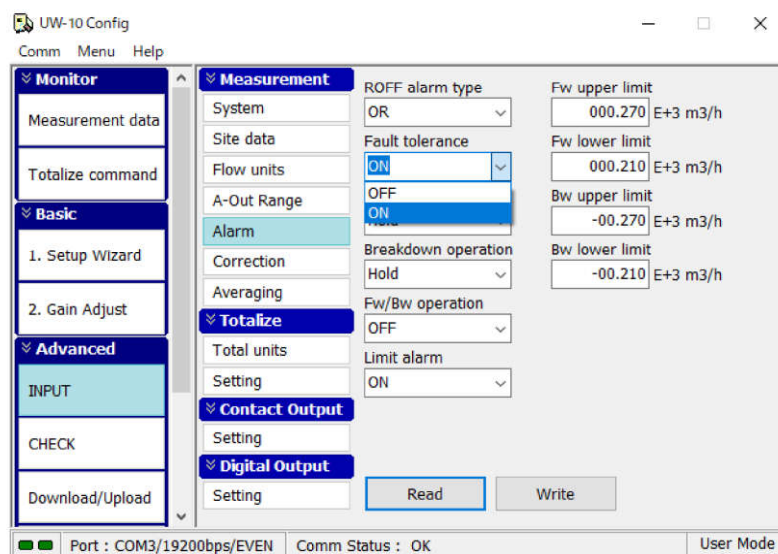 UW-10 Config
Comm Menu Help
Monitor
Measurement data
Totalize command
Basic
1. Setup Wizard
2. Gain Adjust
Advanced
INPUT
CHECK
Download/Upload
Measurement
System
Site data
Flow units
A-Out Range
Alarm
Correction
Averaging
Totalize
Total units
Setting
Contact Output
Setting
Digital Output
Setting
ROFF alarm type
OR
Fault tolerance
ON
OFF
ON
Breakdown operation
Hold
Fw/Bw operation
OFF
Limit alarm
ON
Fw upper limit
000.270 E+3 m3/h
Fw lower limit
000.210 E+3 m3/h
Bw upper limit
-00.270 E+3 m3/h
Bw lower limit
-00.210 E+3 m3/h
Read Write
Port : COM3/19200bps/EVEN Comm Status : OK User Mode